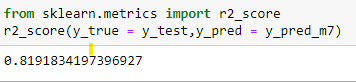 from sklearn.metrics import r2_score
r2_score(y_true = y_test,y_pred = y_pred_m7)
0.8191834197396927